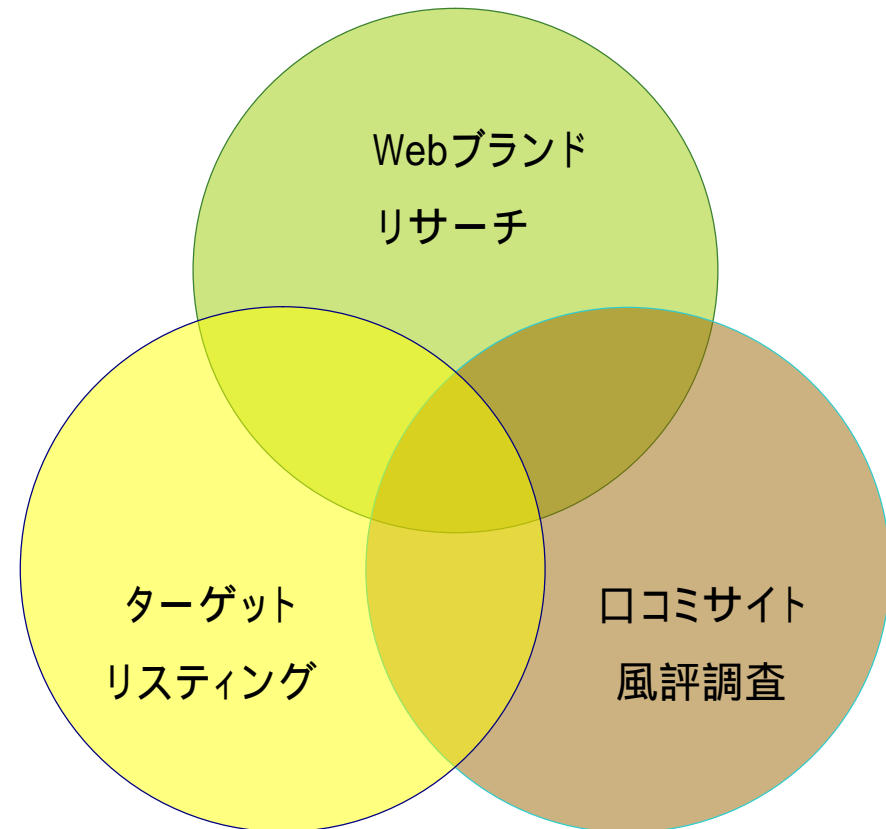 Webブランド
リサーチ
ターゲット
リスティング
口コミサイト
風評調査